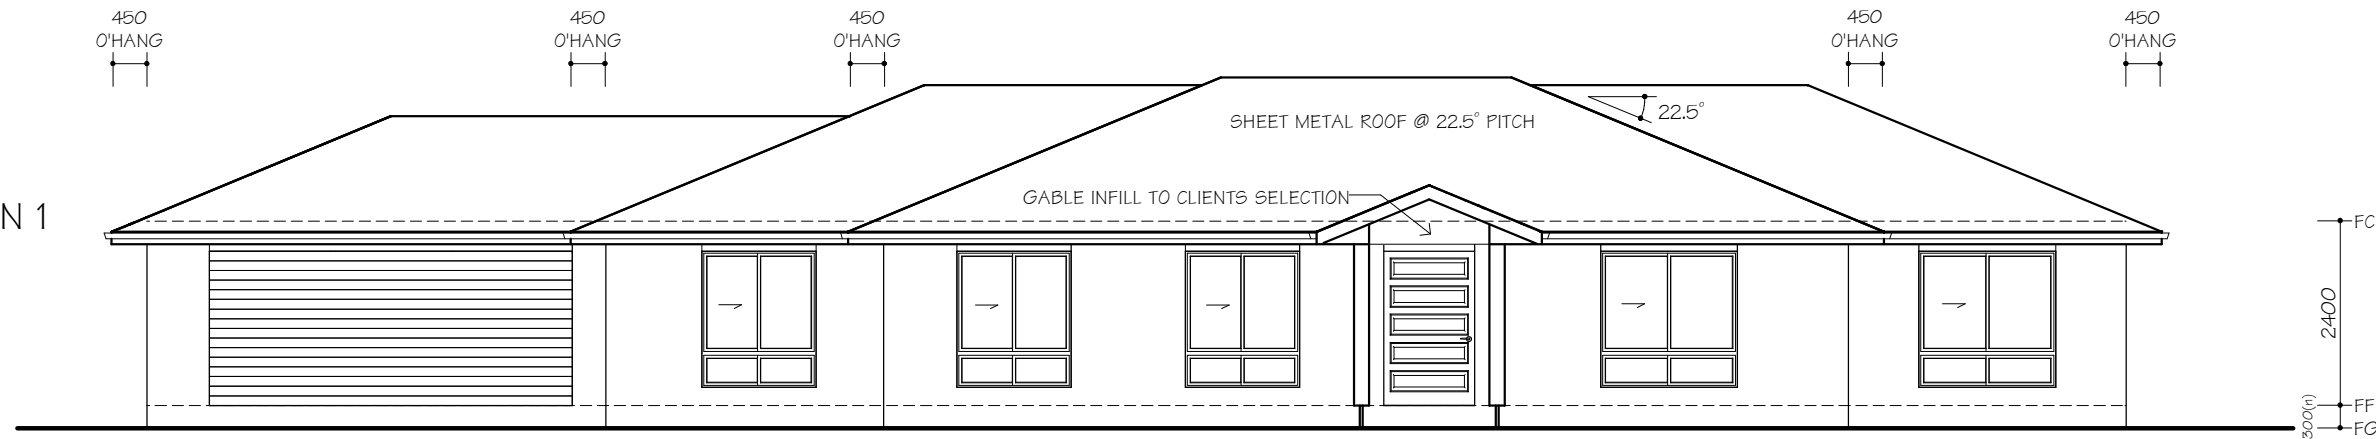 450
O'HANG
450
O'HANG
450
O'HANG
450
O'HANG
450
O'HANG
SHEET METAL ROOF @ 22.5° PITCH
22.5°
GABLE INFILL TO CLIENTS SELECTION
N 1
FC
2400
300(n)
FF
FG